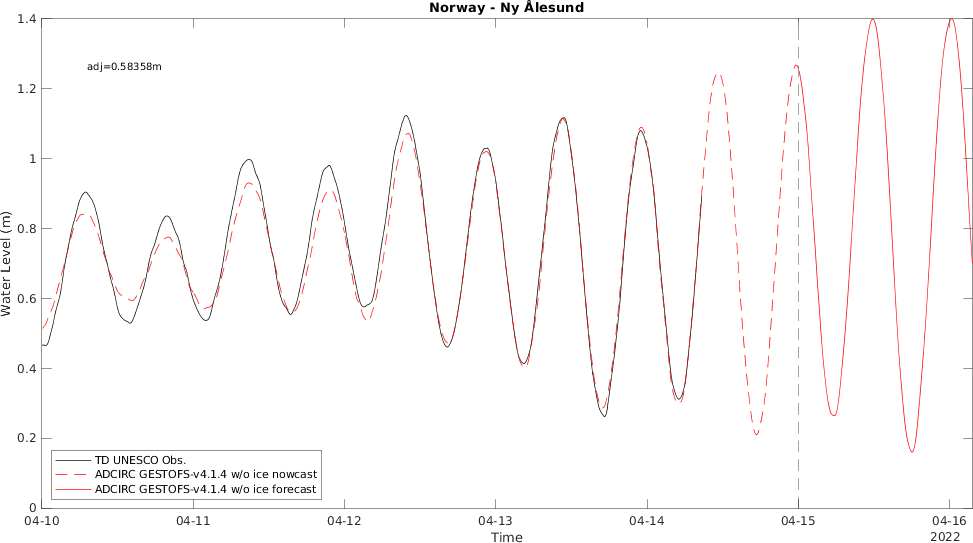 Norway - Ny Ålesund
1.4
adj=0.58358m
1.2
1
0.8
0.6
0.4
0.2
0
Water Level (m)
TD UNESCO Obs.
ADCIRC GESTOFS-v4.1.4 w/o ice nowcast
ADCIRC GESTOFS-v4.1.4 w/o ice forecast
04-10 04-11 04-12 04-13 04-14 04-15 04-16
Time 2022